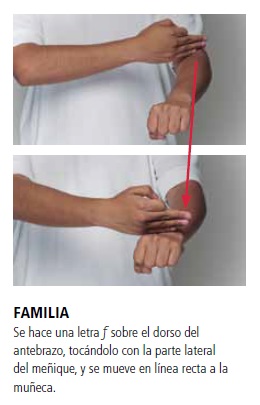 FAMILIA
Se hace una letra f sobre el dorso del
antebrazo, tocándolo con la parte lateral
del meñique, y se mueve en línea recta a la
muñeca.